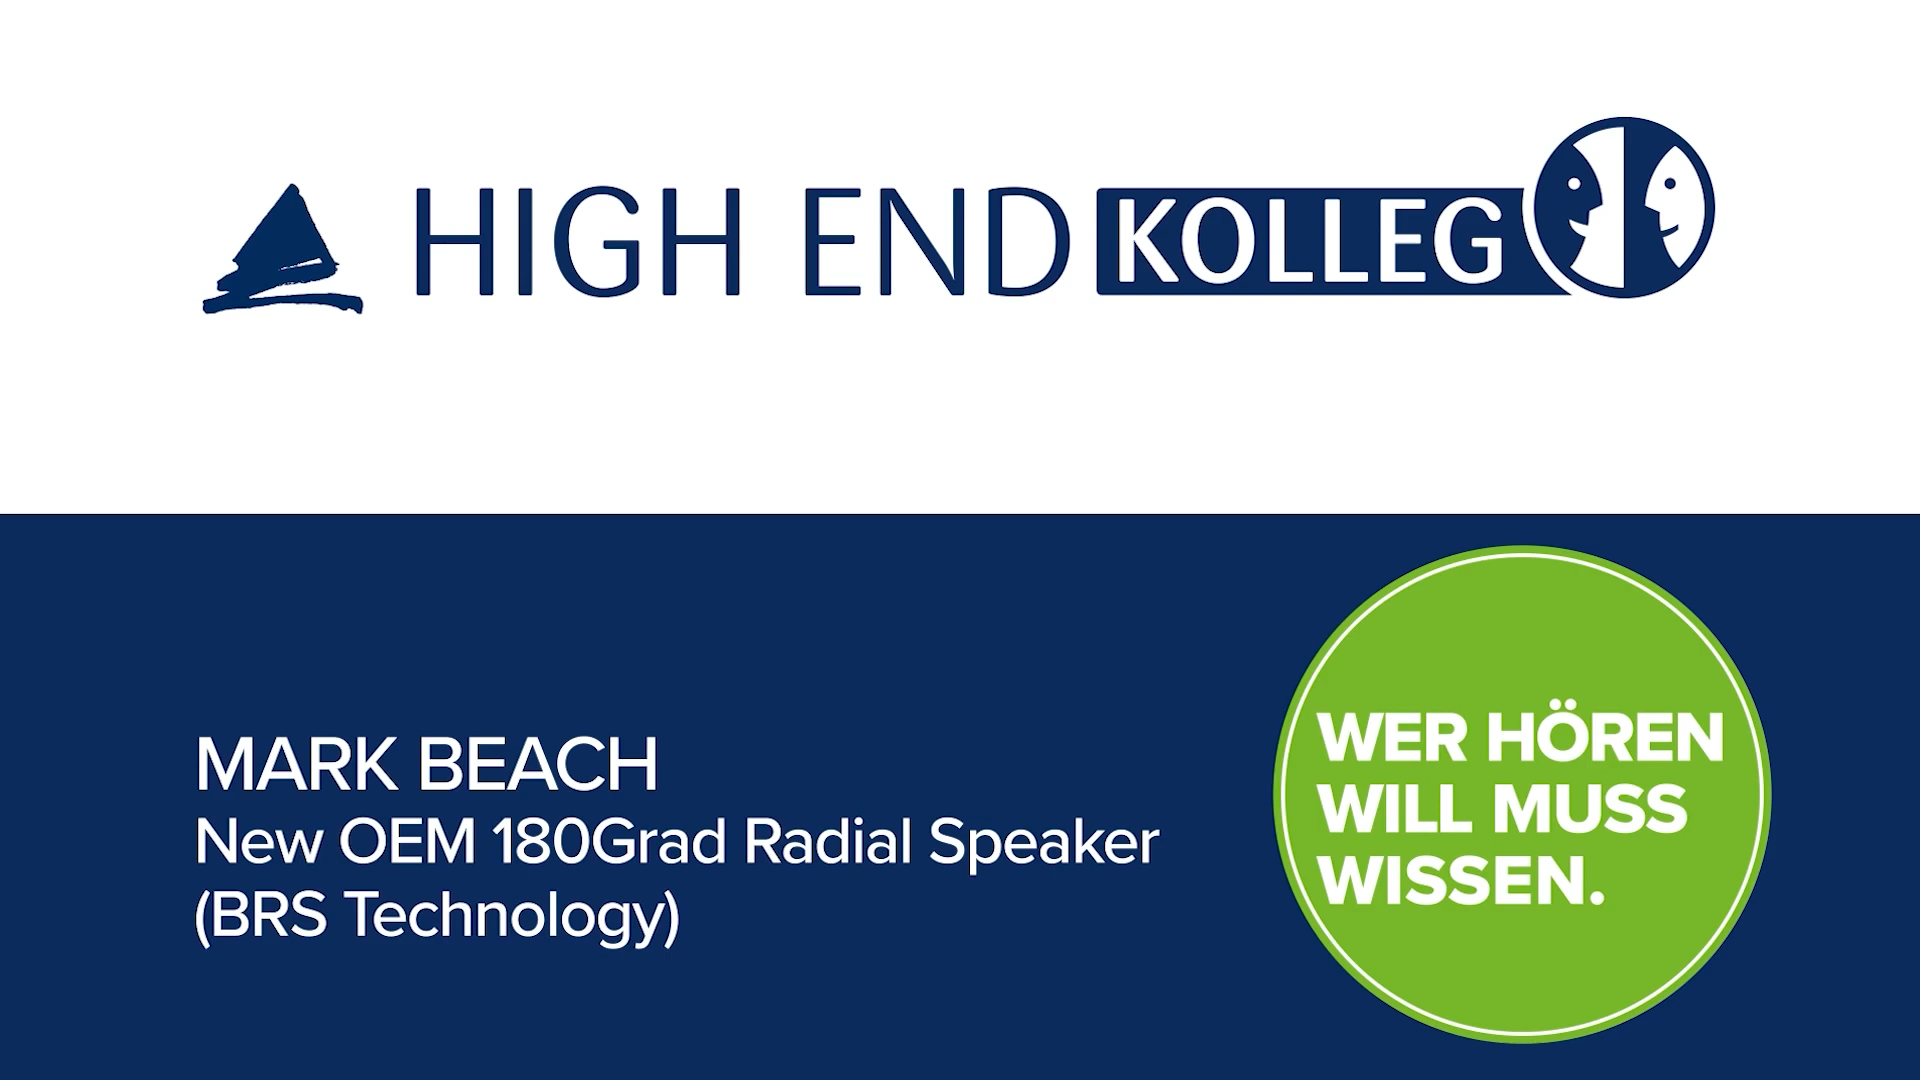 HIGH END KOLLEG
MARK BEACH
New OEM 180Grad Radial Speaker
(BRS Technology)
WER HÖREN
WILL MUSS
WISSEN.